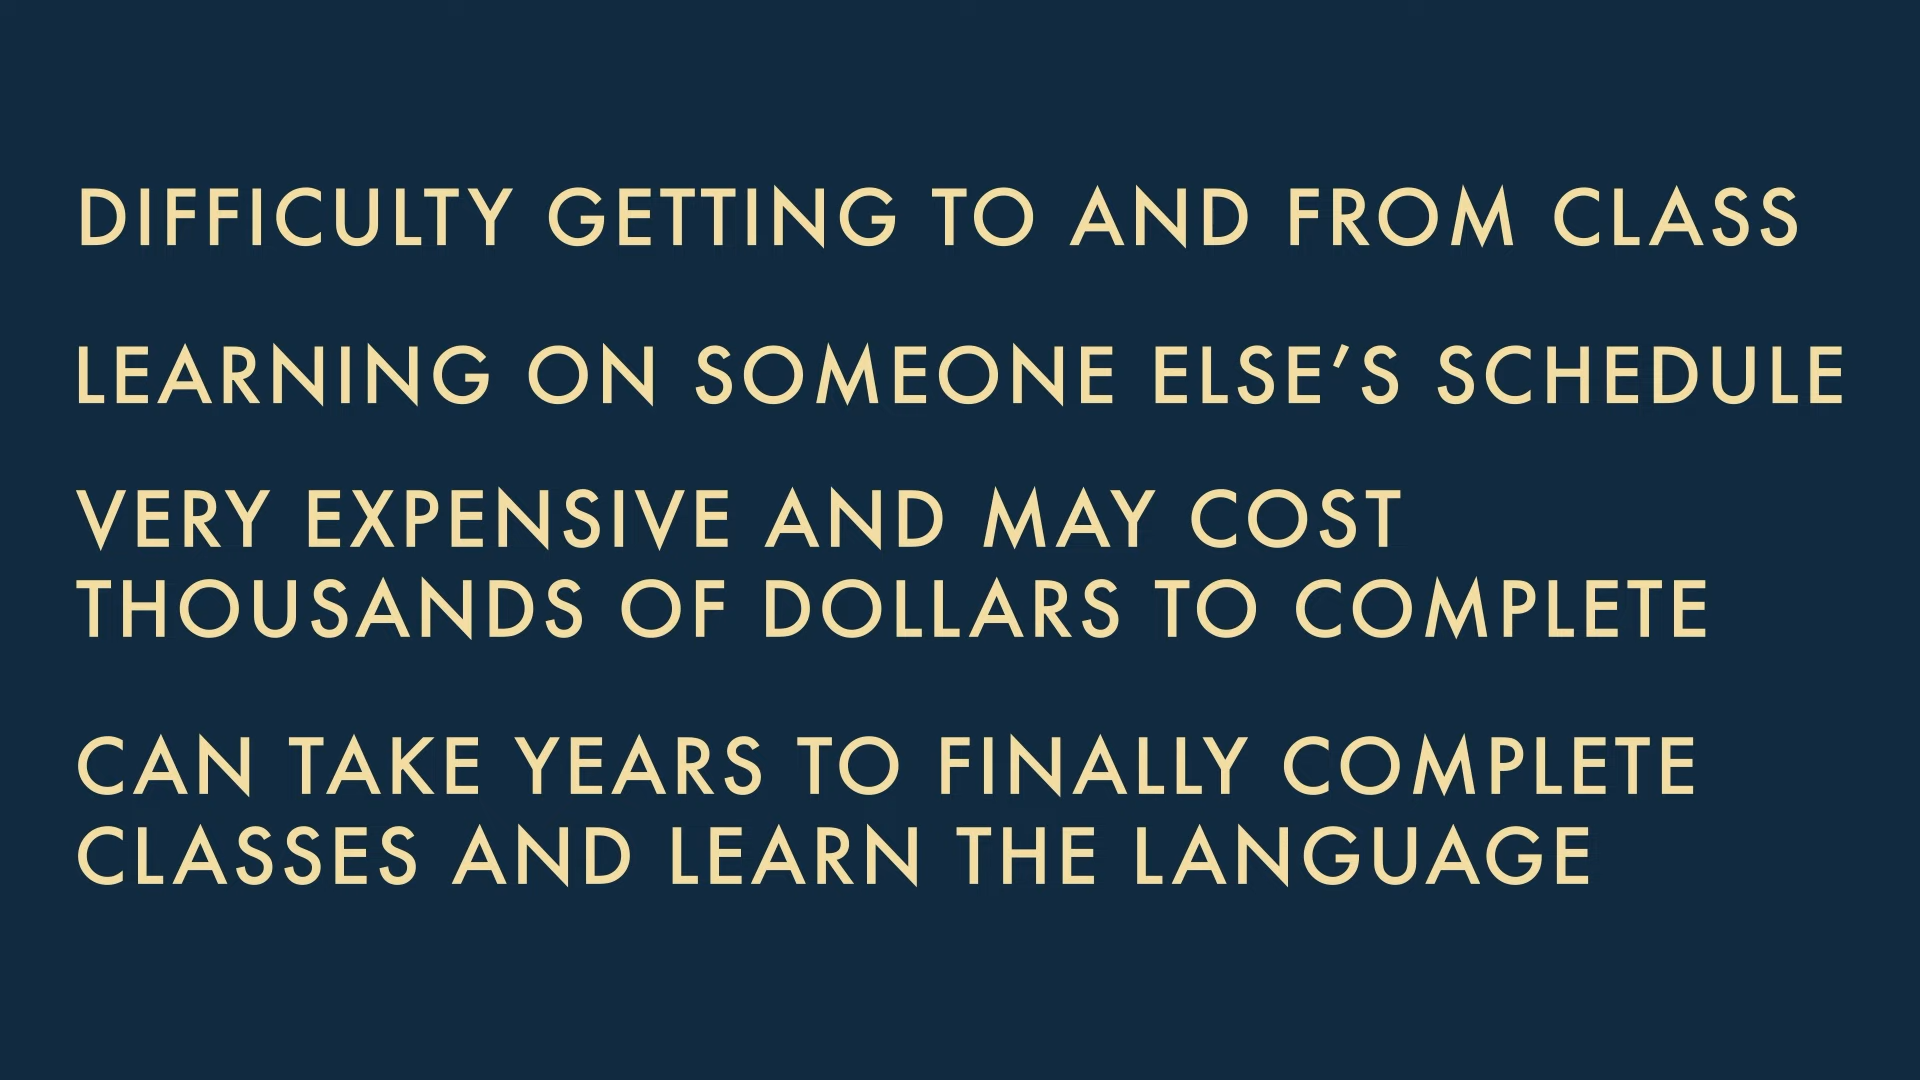 DIFFICULTY GETTING TO AND FROM CLASS
LEARNING ON SOMEONE ELSE’S SCHEDULE
VERY EXPENSIVE AND MAY COST
THOUSANDS OF DOLLARS TO COMPLETE
CAN TAKE YEARS TO FINALLY COMPLETE
CLASSES AND LEARN THE LANGUAGE